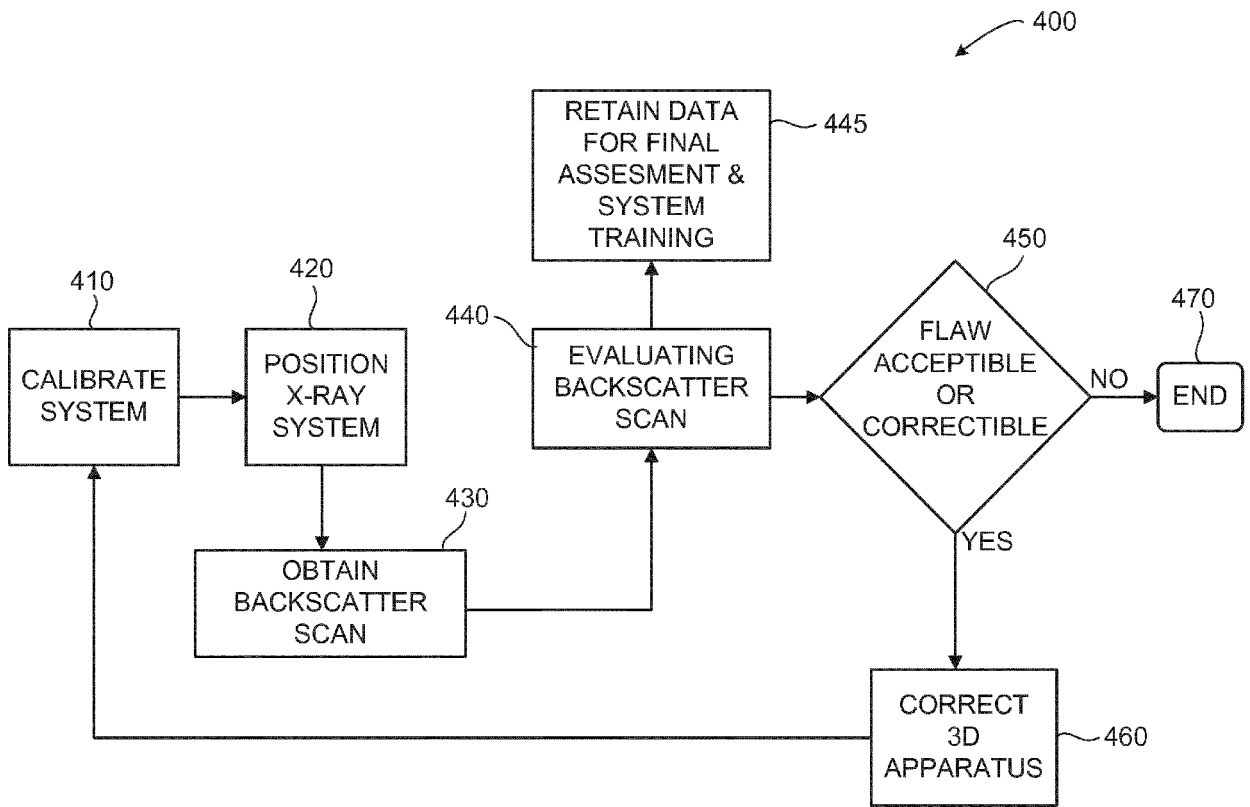 400
RETAIN DATA
FOR FINAL
ASSESMENT &
SYSTEM
TRAINING
445
410
CALIBRATE
SYSTEM
420
POSITION
X-RAY
SYSTEM
430
OBTAIN
BACKSCATTER
SCAN
440
EVALUATING
BACKSCATTER
SCAN
450
FLAW
ACCEPTIBLE
OR
CORRECTIBLE
NO
470
END
YES
CORRECT
3D
APPARATUS
460